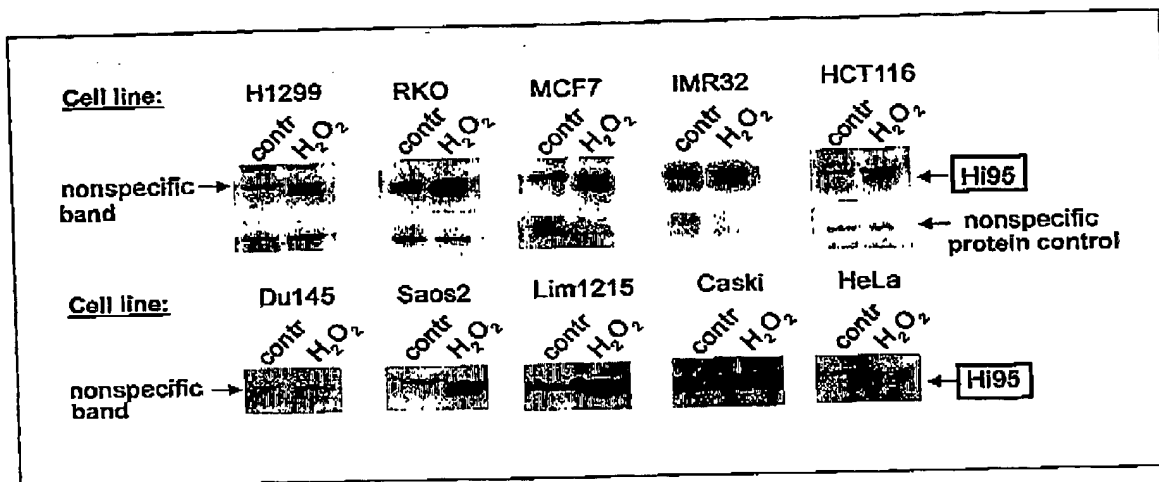 Cell line: H1299 RKO MCF7 IMR32 HCT116
contr H₂O₂ contr H₂O₂ contr H₂O₂ contr H₂O₂ contr H₂O₂
nonspecific band
Hi95
nonspecific protein control
Cell line: Du145 Saos2 Lim1215 Caski HeLa
contr H₂O₂ contr H₂O₂ contr H₂O₂ contr H₂O₂ contr H₂O₂
nonspecific band
Hi95